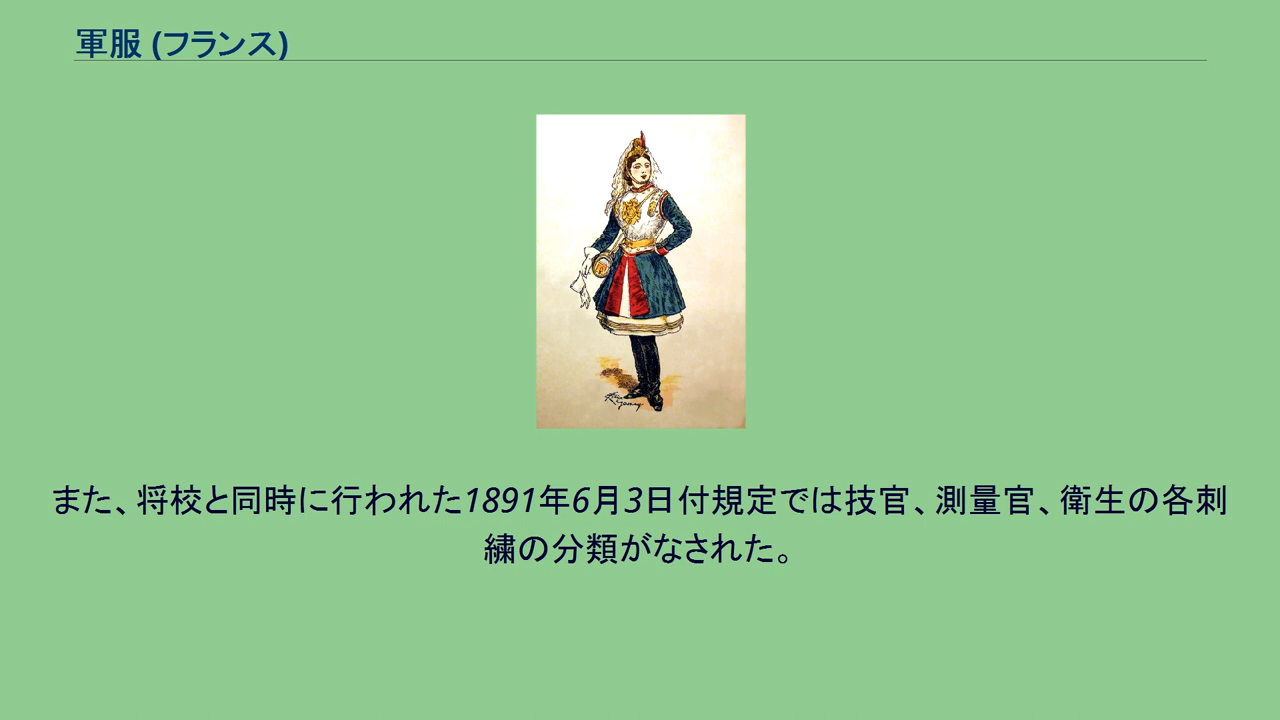 軍服 (フランス)
また、将校と同時に行われた1891年6月3日付規定では技官、測量官、衛生の各刺
繍の分類がなされた。